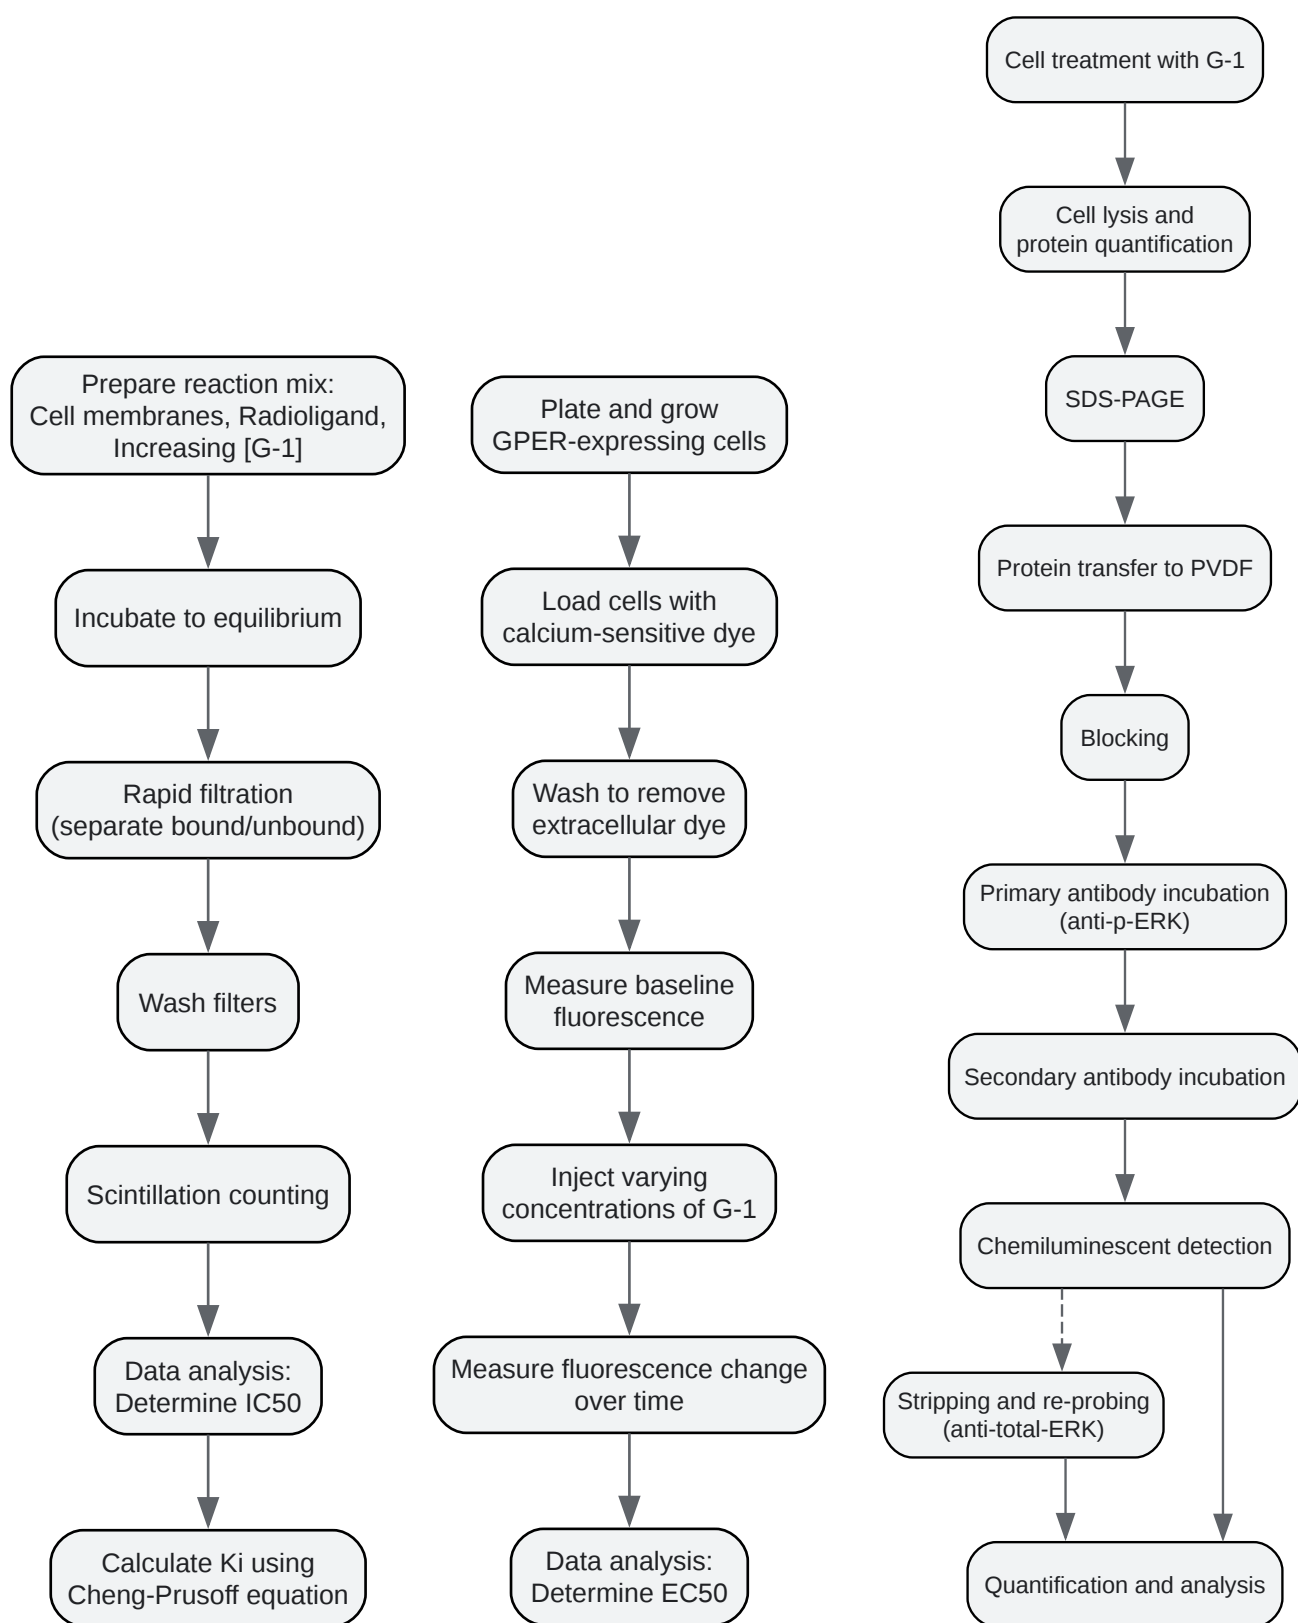 Prepare reaction mix:
Cell membranes, Radioligand,
Increasing [G-1]
Incubate to equilibrium
Rapid filtration
(separate bound/unbound)
Wash filters
Scintillation counting
Data analysis:
Determine IC50
Calculate Ki using
Cheng-Prusoff equation
Plate and grow
GPER-expressing cells
Load cells with
calcium-sensitive dye
Wash to remove
extracellular dye
Measure baseline
fluorescence
Inject varying
concentrations of G-1
Measure fluorescence change
over time
Data analysis:
Determine EC50
Cell treatment with G-1
Cell lysis and
protein quantification
SDS-PAGE
Protein transfer to PVDF
Blocking
Primary antibody incubation
(anti-p-ERK)
Secondary antibody incubation
Chemiluminescent detection
Stripping and re-probing
(anti-total-ERK)
Quantification and analysis